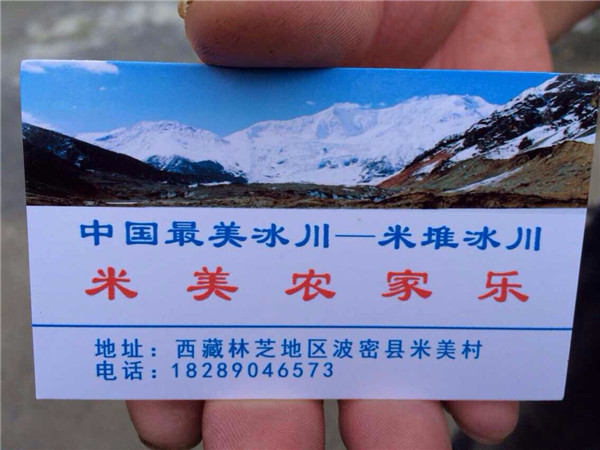 中国最美冰川—米堆冰川
米美农家乐
地址：西藏林芝地区波密县米美村
电话：18289046573